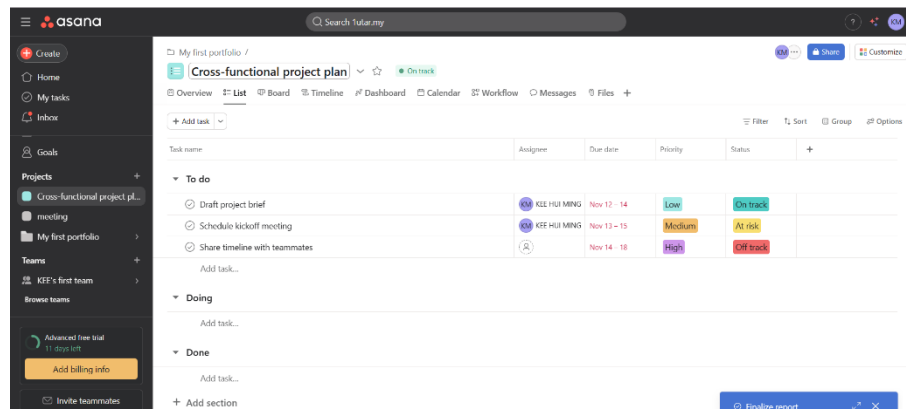 asana
Search 1utar.my
?
KM
Create
Home
My tasks
Inbox
Goals
Projects
+
Cross-functional project pl...
meeting
My first portfolio
Teams
+
KEE's first team
Browse teams
Advanced free trial
11 days left
Add billing info
Invite teammates
My first portfolio /
KM
Share
Customize
Cross-functional project plan
On track
Overview List Board Timeline Dashboard Calendar Workflow Messages Files +
+ Add task
Filter Sort Group Options
Task name Assignee Due date Priority Status +
To do
Draft project brief KM KEE HUI MING Nov 12 – 14 Low On track
Schedule kickoff meeting KM KEE HUI MING Nov 13 – 15 Medium At risk
Share timeline with teammates Nov 14 – 18 High Off track
Add task...
Doing
Add task...
Done
Add task...
+ Add section
Finalize report